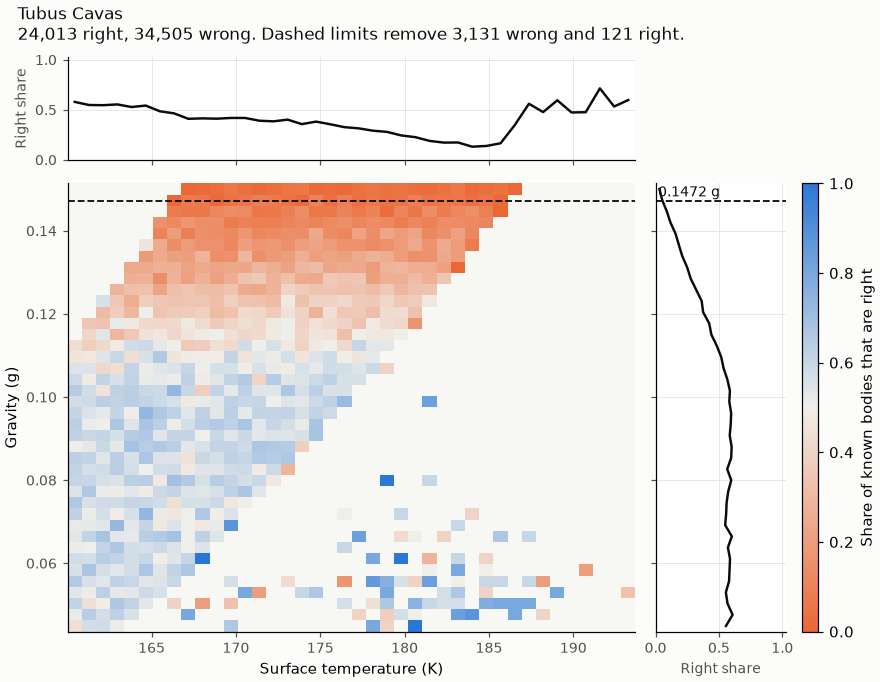 Tubus Cavas
24,013 right, 34,505 wrong. Dashed limits remove 3,131 wrong and 121 right.
1.0
0.5
0.0
Right share
0.1472 g
0.14
0.12
0.10
0.08
0.06
Gravity (g)
165
170
175
180
185
190
Surface temperature (K)
0.0
0.5
1.0
Right share
1.0
0.8
0.6
0.4
0.2
0.0
Share of known bodies that are right